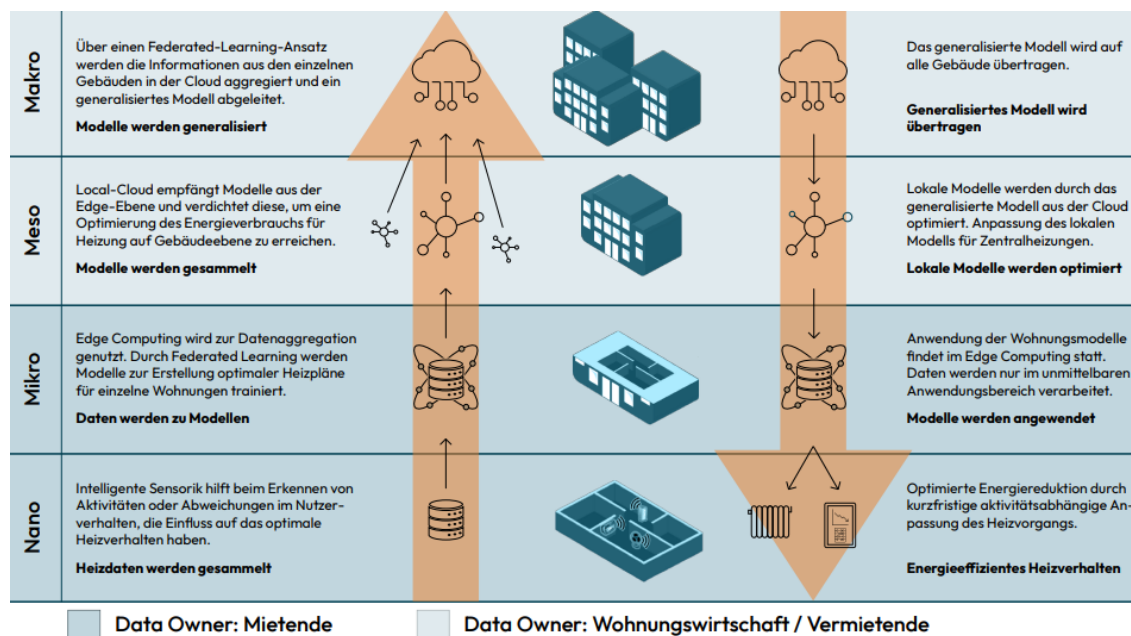 Makro
Über einen Federated-Learning-Ansatz
werden die Informationen aus den einzelnen
Gebäuden in der Cloud aggregiert und ein
generalisiertes Modell abgeleitet.
Modelle werden generalisiert
Das generalisierte Modell wird auf
alle Gebäude übertragen.
Generalisiertes Modell wird
übertragen
Meso
Local-Cloud empfängt Modelle aus der
Edge-Ebene und verdichtet diese, um eine
Optimierung des Energieverbrauchs für
Heizung auf Gebäudeebene zu erreichen.
Modelle werden gesammelt
Lokale Modelle werden durch das
generalisierte Modell aus der Cloud
optimiert. Anpassung des lokalen
Modells für Zentralheizungen.
Lokale Modelle werden optimiert
Mikro
Edge Computing wird zur Datenaggregation
genutzt. Durch Federated Learning werden
Modelle zur Erstellung optimaler Heizpläne
für einzelne Wohnungen trainiert.
Daten werden zu Modellen
Anwendung der Wohnungsmodelle
findet im Edge Computing statt.
Daten werden nur im unmittelbaren
Anwendungsbereich verarbeitet.
Modelle werden angewendet
Nano
Intelligente Sensorik hilft beim Erkennen von
Aktivitäten oder Abweichungen im Nutzer-
verhalten, die Einfluss auf das optimale
Heizverhalten haben.
Heizdaten werden gesammelt
Optimierte Energiereduktion durch
kurzfristige aktivitätsabhängige An-
passung des Heizvorgangs.
Energieeffizientes Heizverhalten
Data Owner: Mietende
Data Owner: Wohnungswirtschaft / Vermietende